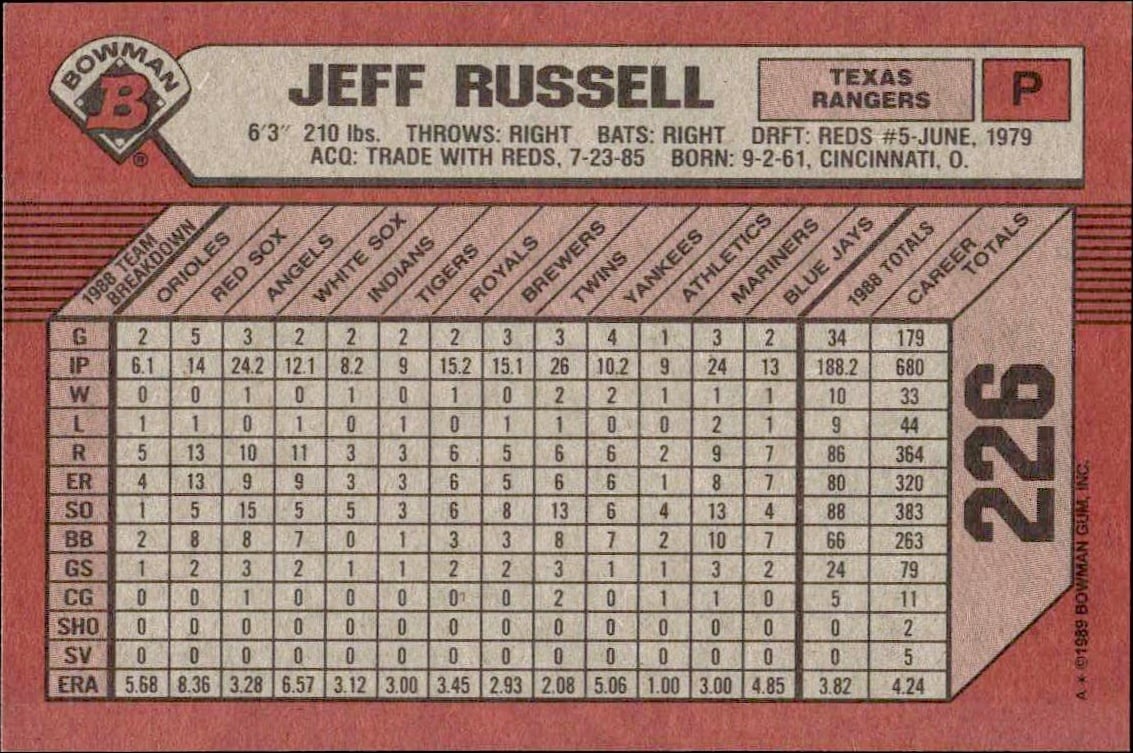 BOWMAN
B
®
JEFF RUSSELL
TEXAS
RANGERS
P
6'3" 210 lbs. THROWS: RIGHT BATS: RIGHT DRFT: REDS #5-JUNE, 1979
ACQ: TRADE WITH REDS, 7-23-85 BORN: 9-2-61, CINCINNATI, O.
1988 TEAM BREAKDOWN ORIOLES RED SOX ANGELS WHITE SOX INDIANS TIGERS ROYALS BREWERS TWINS YANKEES ATHLETICS MARINERS BLUE JAYS 1988 TOTALS CAREER TOTALS
G 2 5 3 2 2 2 2 3 3 4 1 3 2 34 179
IP 6.1 14 24.2 12.1 8.2 9 15.2 15.1 26 10.2 9 24 13 188.2 680
W 0 0 1 0 1 0 1 0 2 2 1 1 1 10 33
L 1 1 0 1 0 1 0 1 1 0 0 2 1 9 44
R 5 13 10 11 3 3 6 5 6 6 2 9 7 86 364
ER 4 13 9 9 3 3 6 5 6 6 1 8 7 80 320
SO 1 5 15 5 5 3 6 8 13 6 4 13 4 88 383
BB 2 8 8 7 0 1 3 3 8 7 2 10 7 66 263
GS 1 2 3 2 1 1 2 2 3 1 1 3 2 24 79
CG 0 0 1 0 0 0 0 0 2 0 1 1 0 5 11
SHO 0 0 0 0 0 0 0 0 0 0 0 0 0 0 2
SV 0 0 0 0 0 0 0 0 0 0 0 0 0 0 5
ERA 5.68 8.36 3.28 6.57 3.12 3.00 3.45 2.93 2.08 5.06 1.00 3.00 4.85 3.82 4.24
226
A * ©1989 BOWMAN GUM, INC.